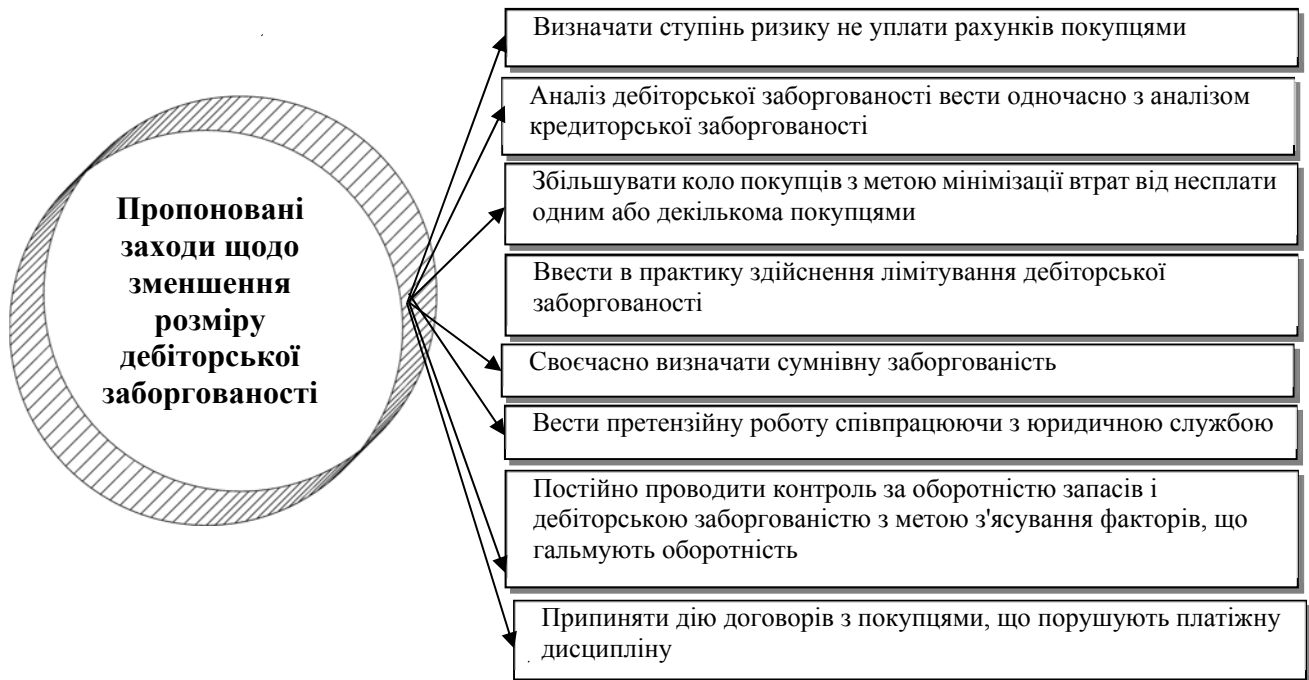 Пропоновані
заходи щодо
зменшення
розміру
дебіторської
заборгованості
Визначати ступінь ризику не уплати рахунків покупцями
Аналіз дебіторської заборгованості вести одночасно з аналізом
кредиторської заборгованості
Збільшувати коло покупців з метою мінімізації втрат від несплати
одним або декількома покупцями
Ввести в практику здійснення лімітування дебіторської
заборгованості
Своєчасно визначати сумнівну заборгованість
Вести претензійну роботу співпрацюючи з юридичною службою
Постійно проводити контроль за оборотністю запасів і
дебіторською заборгованістю з метою з'ясування факторів, що
гальмують оборотність
Припиняти дію договорів з покупцями, що порушують платіжну
дисципліну